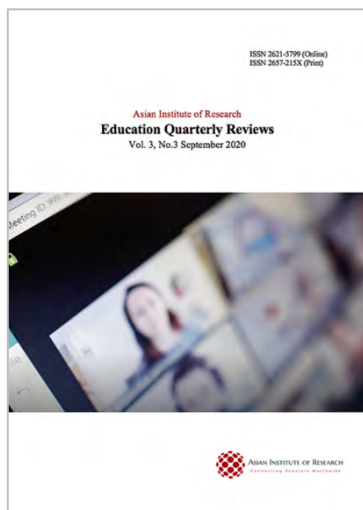 ISSN 2621-5799 (Online)
ISSN 2657-215X (Print)
Asian Institute of Research
Education Quarterly Reviews
Vol. 3, No.3 September 2020
Meeting ID: 999
ASIAN INSTITUTE OF RESEARCH
Connecting Scholars Worldwide